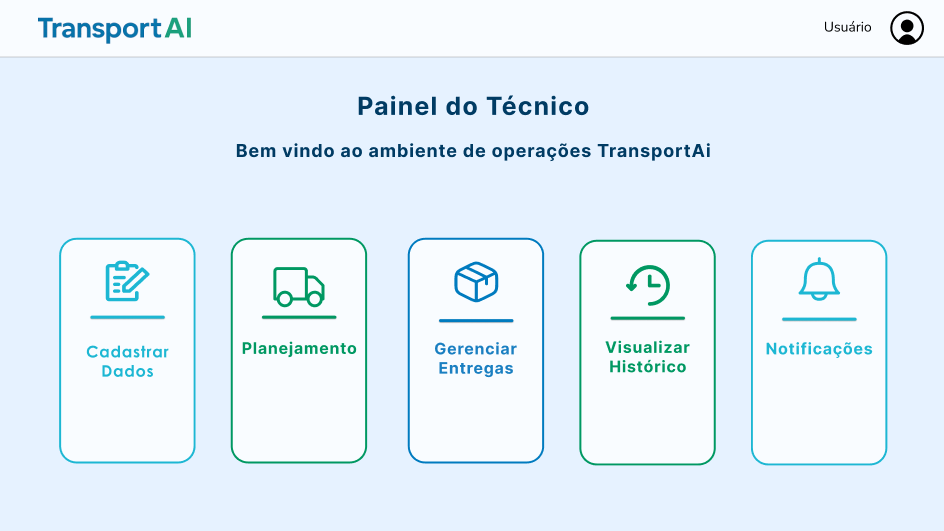 TransportAI
Usuário
Painel do Técnico
Bem vindo ao ambiente de operações TransportAi
Cadastrar
Dados
Planejamento
Gerenciar
Entregas
Visualizar
Histórico
Notificações